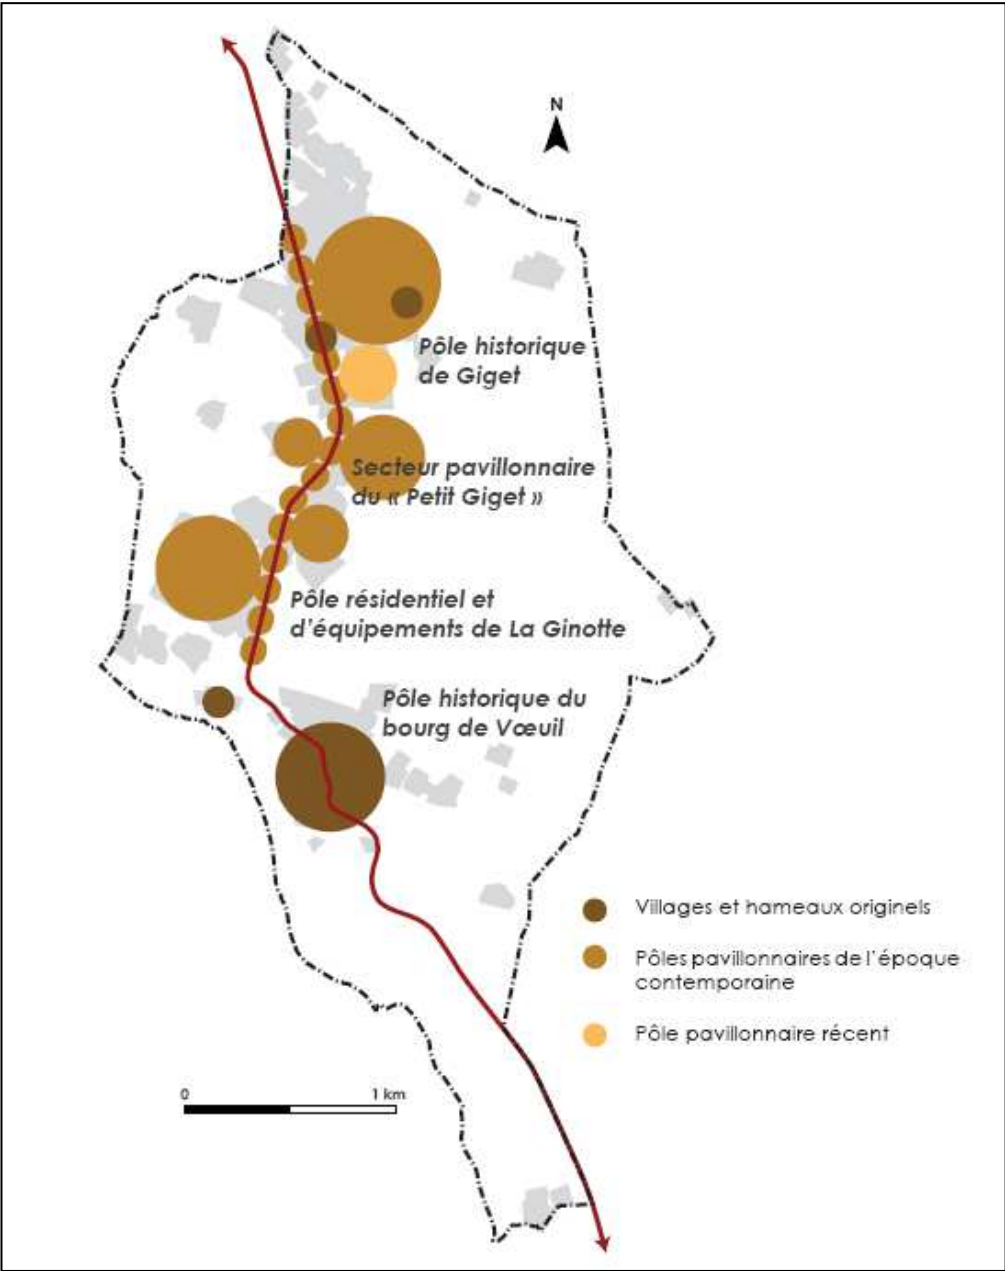 N
Pôle historique
de Giget
Secteur pavillonnaire
du « Petit Giget »
Pôle résidentiel et
d'équipements de La Ginotte
Pôle historique du
bourg de Vœuil
Villages et hameaux originels
Pôles pavillonnaires de l'époque
contemporaine
Pôle pavillonnaire récent
0 1 km